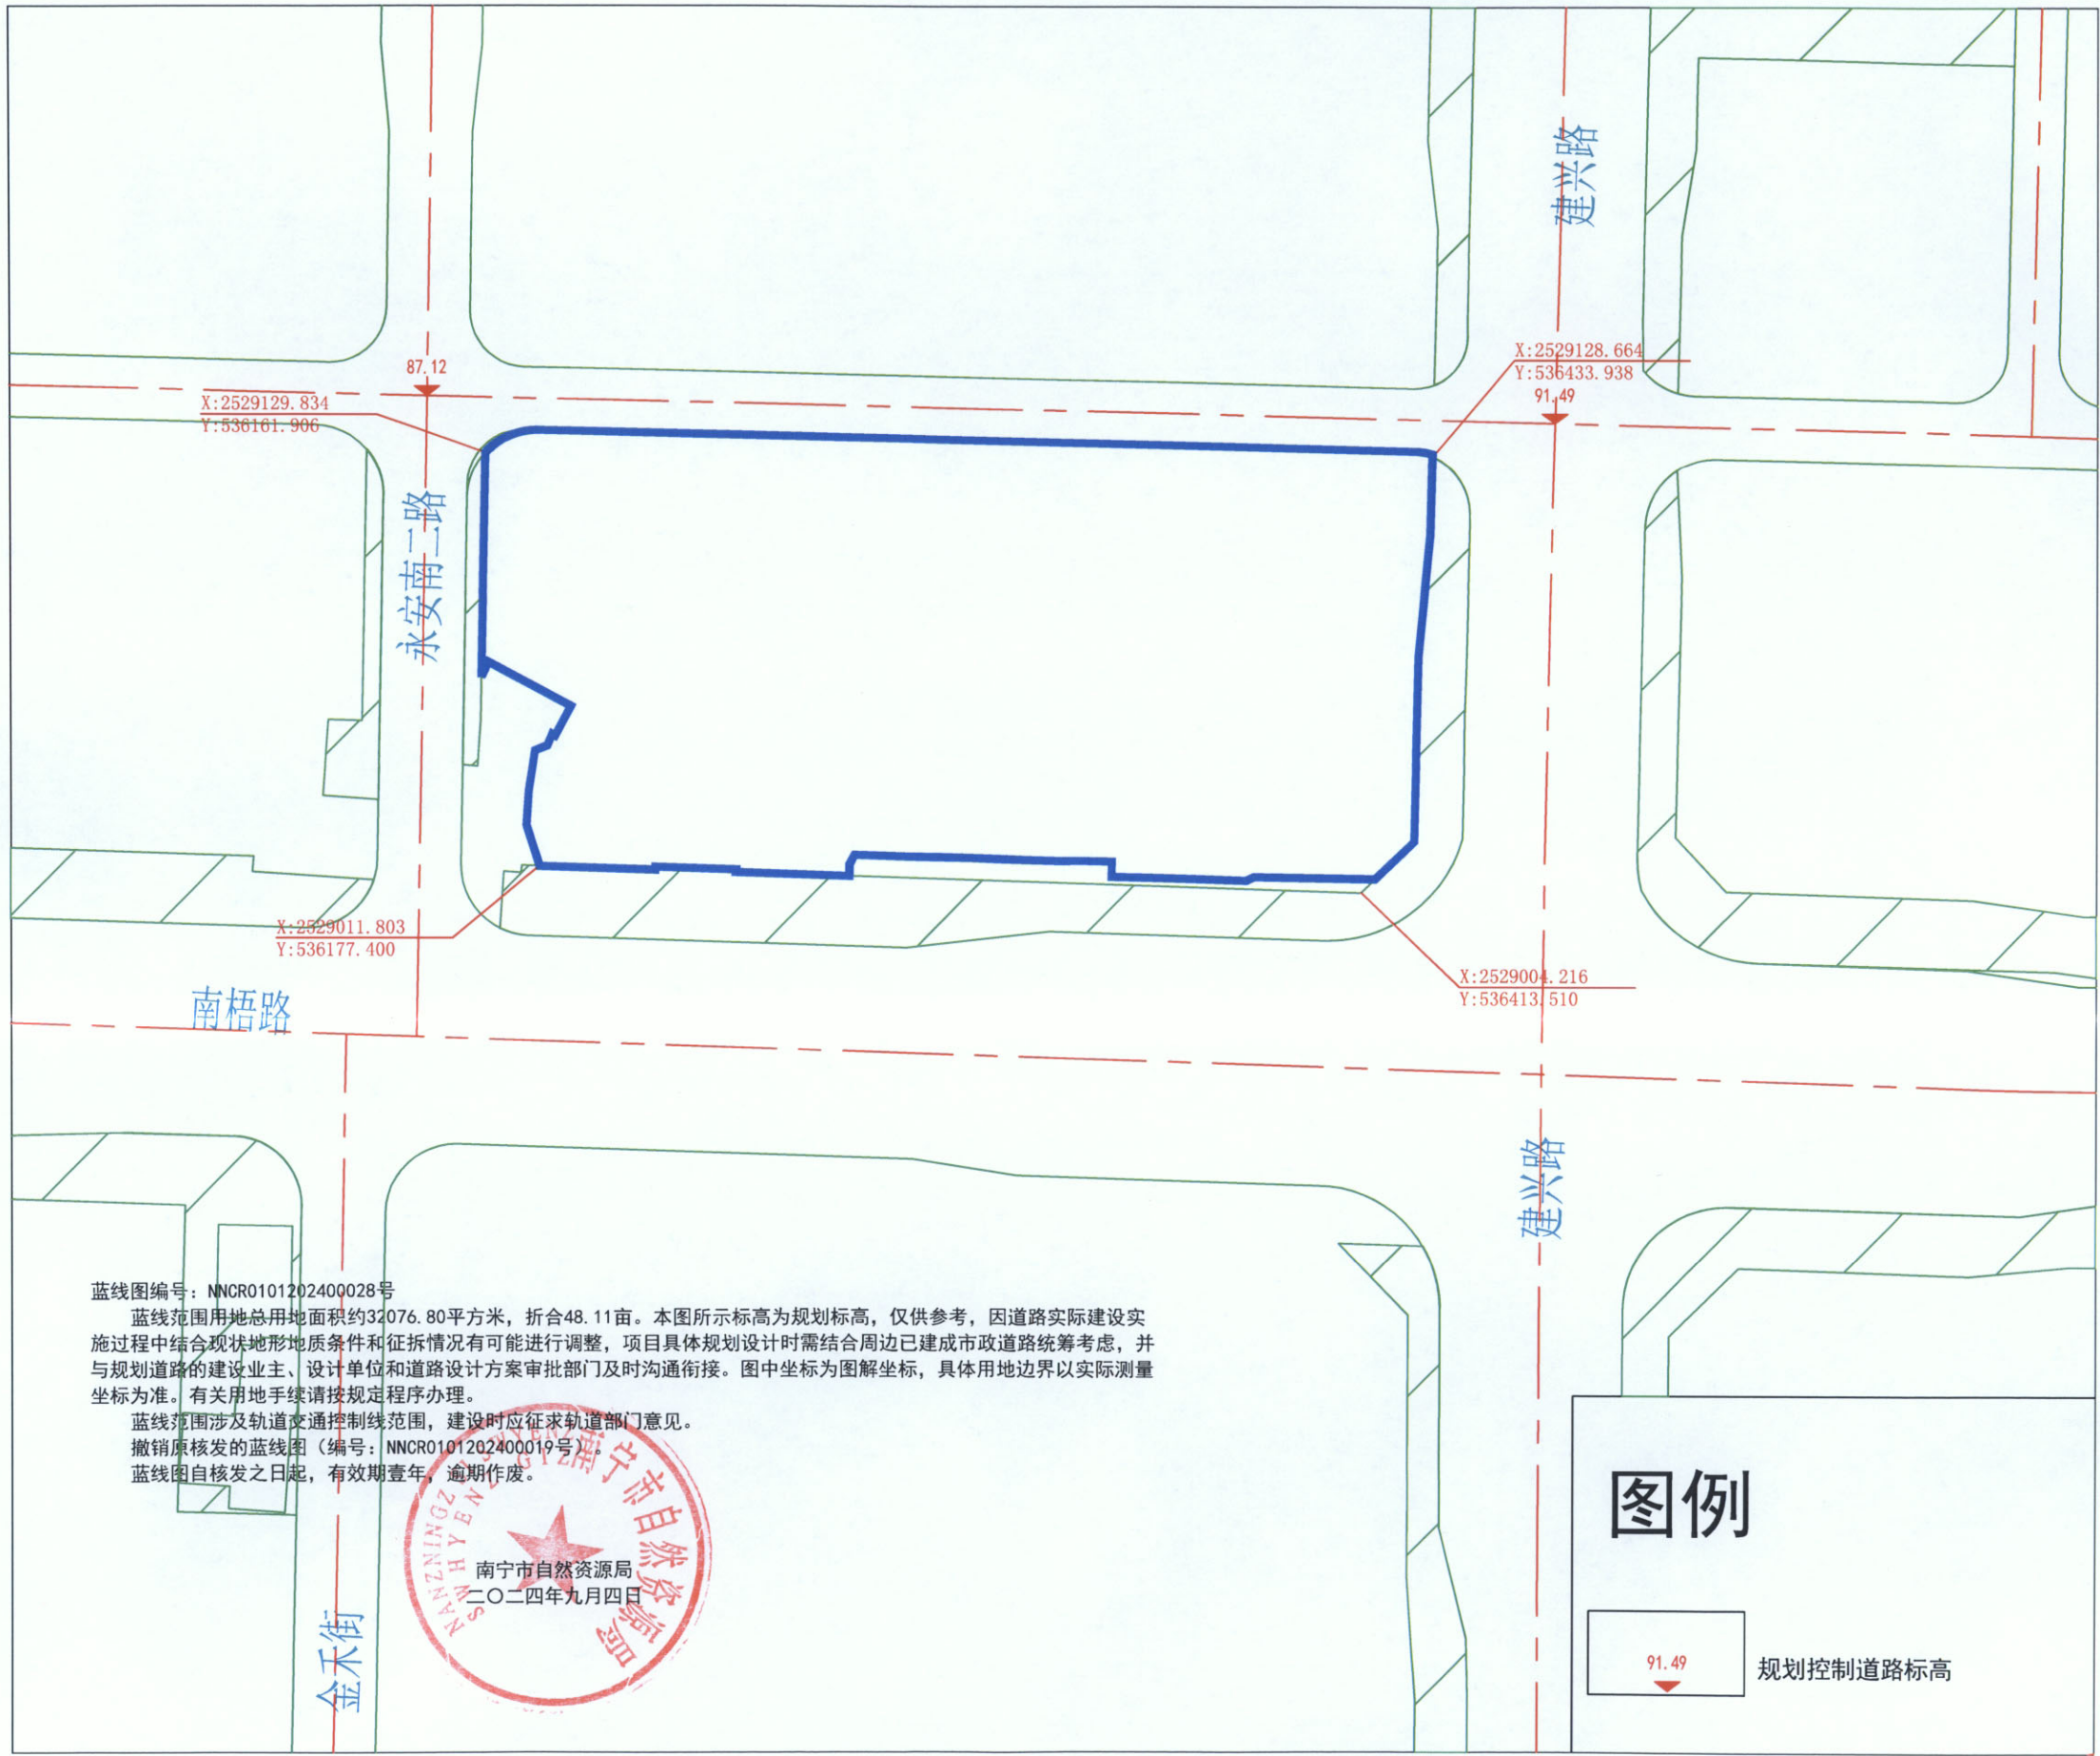 建兴路
87.12
X:2529128.664
Y:536433.938
91.49
X:2529129.834
Y:536161.906
永安南二路
X:2529011.803
Y:536177.400
X:2529004.216
Y:536413.510
南梧路
建兴路
蓝线图编号：NNCR0101202400028号
蓝线范围用地总用地面积约32076.80平方米，折合48.11亩。本图所示标高为规划标高，仅供参考，因道路实际建设实
施过程中结合现状地形地质条件和征拆情况有可能进行调整，项目具体规划设计时需结合周边已建成市政道路统筹考虑，并
与规划道路的建设业主、设计单位和道路设计方案审批部门及时沟通衔接。图中坐标为图解坐标，具体用地边界以实际测量
坐标为准。有关用地手续请按规定程序办理。
蓝线范围涉及轨道交通控制线范围，建设时应征求轨道部门意见。
撤销原核发的蓝线图（编号：NNCR0101202400019号）。
蓝线图自核发之日起，有效期壹年，逾期作废。
南宁市自然资源局
南宁市自然资源局
二〇二四年九月四日
金禾街
图例
91.49
规划控制道路标高